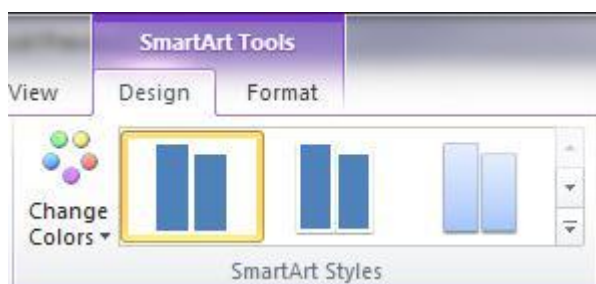 SmartArt Tools
View Design Format
Change
Colors
SmartArt Styles